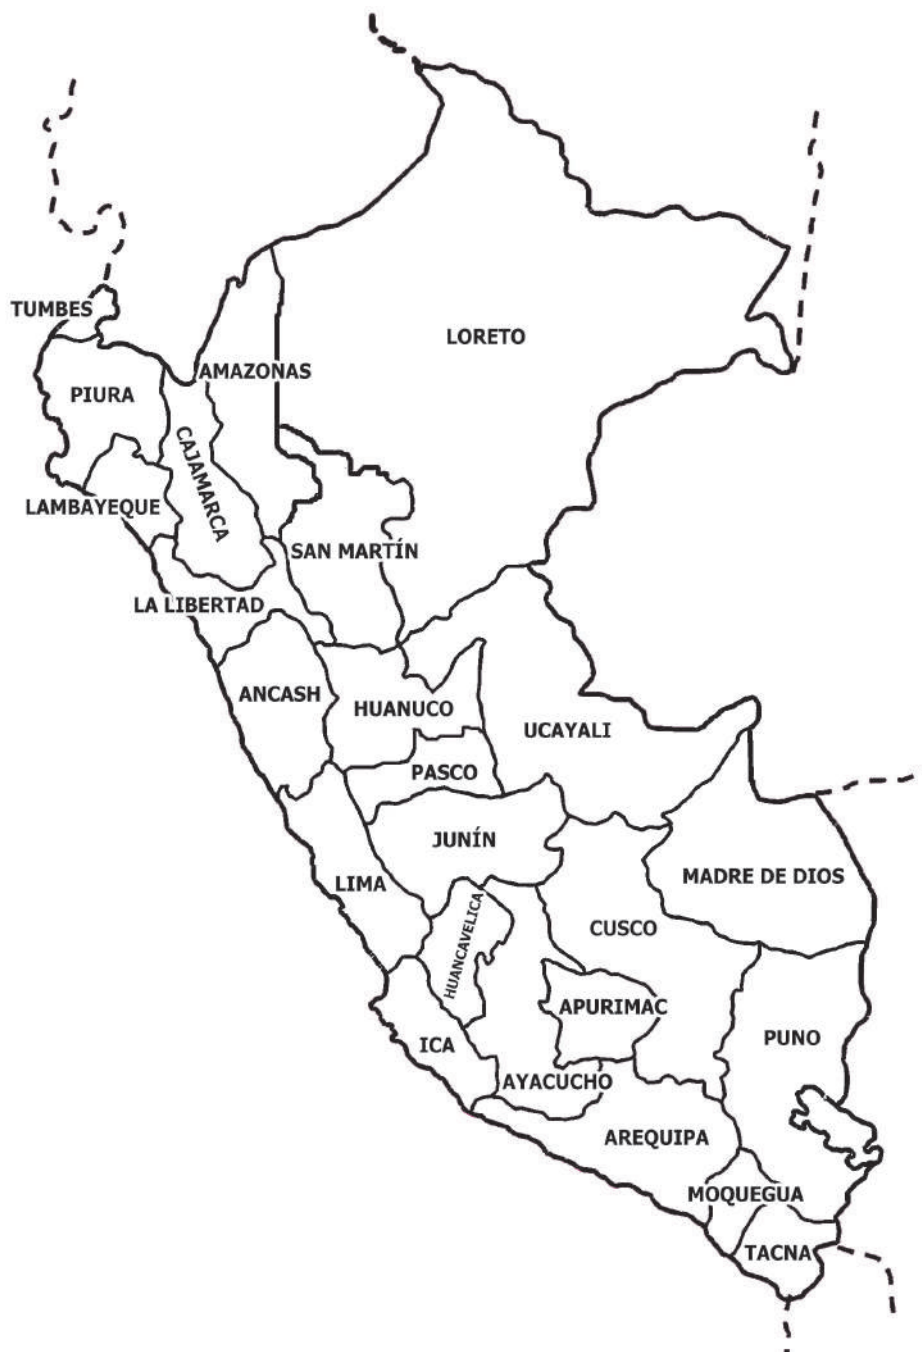 TUMBES
LORETO
AMAZONAS
PIURA
CAJAMARCA
LAMBAYEQUE
SAN MARTÍN
LA LIBERTAD
ANCASH
HUANUCO
UCAYALI
PASCO
JUNÍN
LIMA
MADRE DE DIOS
CUSCO
HUANCAVELICA
APURIMAC
ICA
PUNO
AYACUCHO
AREQUIPA
MOQUEGUA
TACNA